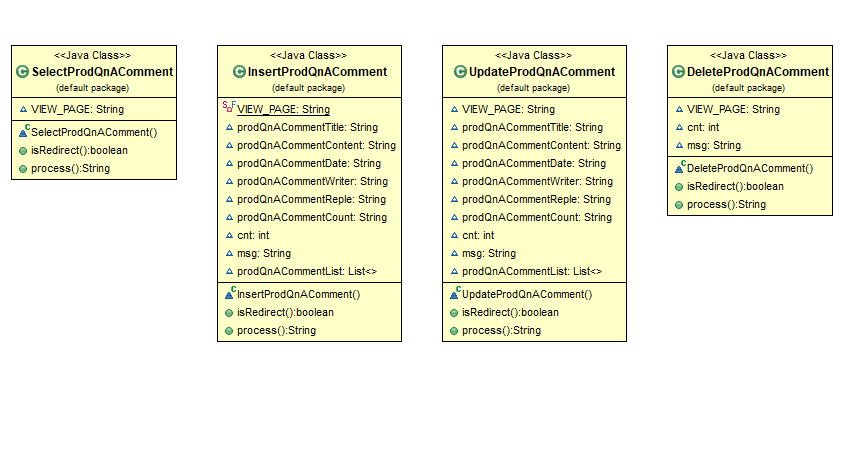 <<Java Class>>
SelectProdQnAComment
(default package)
VIEW_PAGE: String
SelectProdQnAComment()
isRedirect():boolean
process():String
<<Java Class>>
InsertProdQnAComment
(default package)
VIEW_PAGE: String
prodQnACommentTitle: String
prodQnACommentContent: String
prodQnACommentDate: String
prodQnACommentWriter: String
prodQnACommentReple: String
prodQnACommentCount: String
cnt: int
msg: String
prodQnACommentList: List<>
InsertProdQnAComment()
isRedirect():boolean
process():String
<<Java Class>>
UpdateProdQnAComment
(default package)
VIEW_PAGE: String
prodQnACommentTitle: String
prodQnACommentContent: String
prodQnACommentDate: String
prodQnACommentWriter: String
prodQnACommentReple: String
prodQnACommentCount: String
cnt: int
msg: String
prodQnACommentList: List<>
UpdateProdQnAComment()
isRedirect():boolean
process():String
<<Java Class>>
DeleteProdQnAComment
(default package)
VIEW_PAGE: String
cnt: int
msg: String
DeleteProdQnAComment()
isRedirect():boolean
process():String